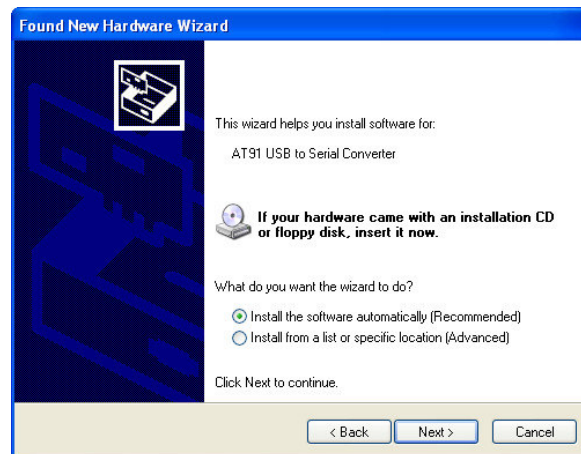 Found New Hardware Wizard
This wizard helps you install software for:
AT91 USB to Serial Converter
If your hardware came with an installation CD
or floppy disk, insert it now.
What do you want the wizard to do?
Install the software automatically (Recommended)
Install from a list or specific location (Advanced)
Click Next to continue.
< Back Next > Cancel